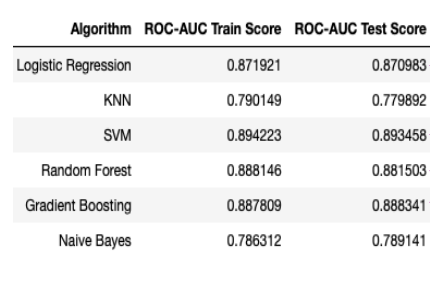 Algorithm ROC-AUC Train Score ROC-AUC Test Score
Logistic Regression 0.871921 0.870983
KNN 0.790149 0.779892
SVM 0.894223 0.893458
Random Forest 0.888146 0.881503
Gradient Boosting 0.887809 0.888341
Naive Bayes 0.786312 0.789141